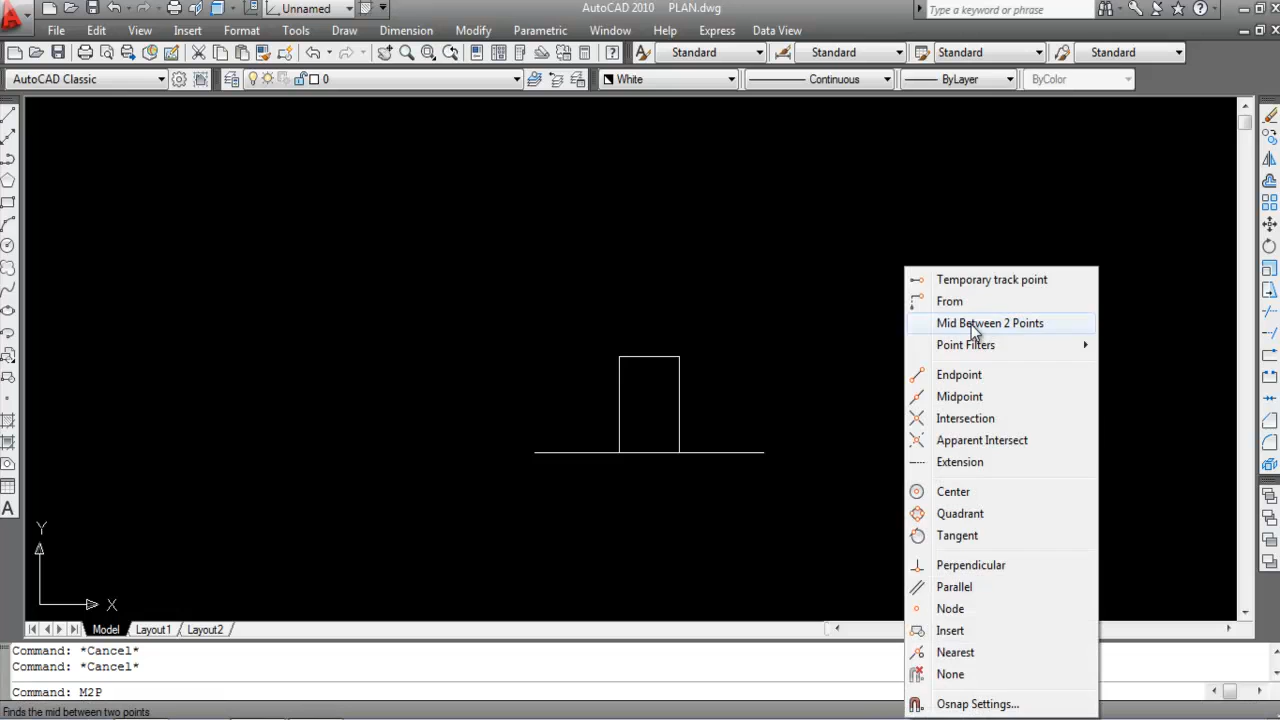 Unnamed
AutoCAD 2010 PLAN.dwg
Type a keyword or phrase
File Edit View Insert Format Tools Draw Dimension Modify Parametric Window Help Express Data View
Standard Standard Standard Standard
AutoCAD Classic 0 White Continuous ByLayer ByColor
Temporary track point
From
Mid Between 2 Points
Point Filters
Endpoint
Midpoint
Intersection
Apparent Intersect
Extension
Center
Quadrant
Tangent
Perpendicular
Parallel
Node
Insert
Nearest
None
Osnap Settings...
A
Y
X
Model Layout1 Layout2
Command: *Cancel*
Command: *Cancel*
Command: M2P
Finds the mid between two points